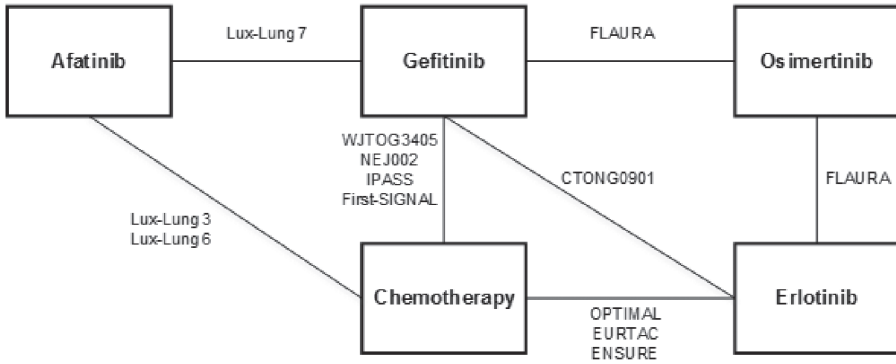 Lux-Lung 7
FLAURA
Afatinib
Gefitinib
Osimertinib
WJTOG3405
NEJ002
IPASS
First-SIGNAL
CTONG0901
FLAURA
Lux-Lung 3
Lux-Lung 6
Chemotherapy
Erlotinib
OPTIMAL
EURTAC
ENSURE